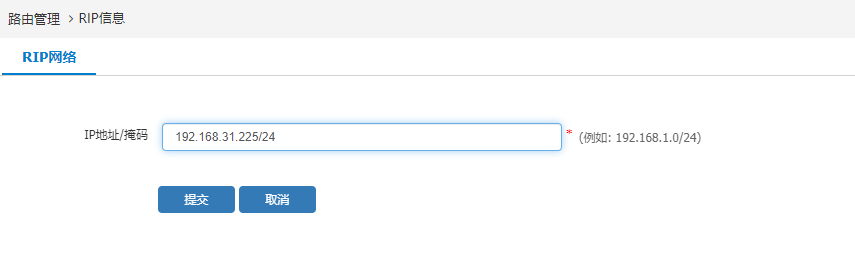 路由管理 > RIP信息
RIP网络
IP地址/掩码 192.168.31.225/24 * (例如: 192.168.1.0/24)
提交 取消